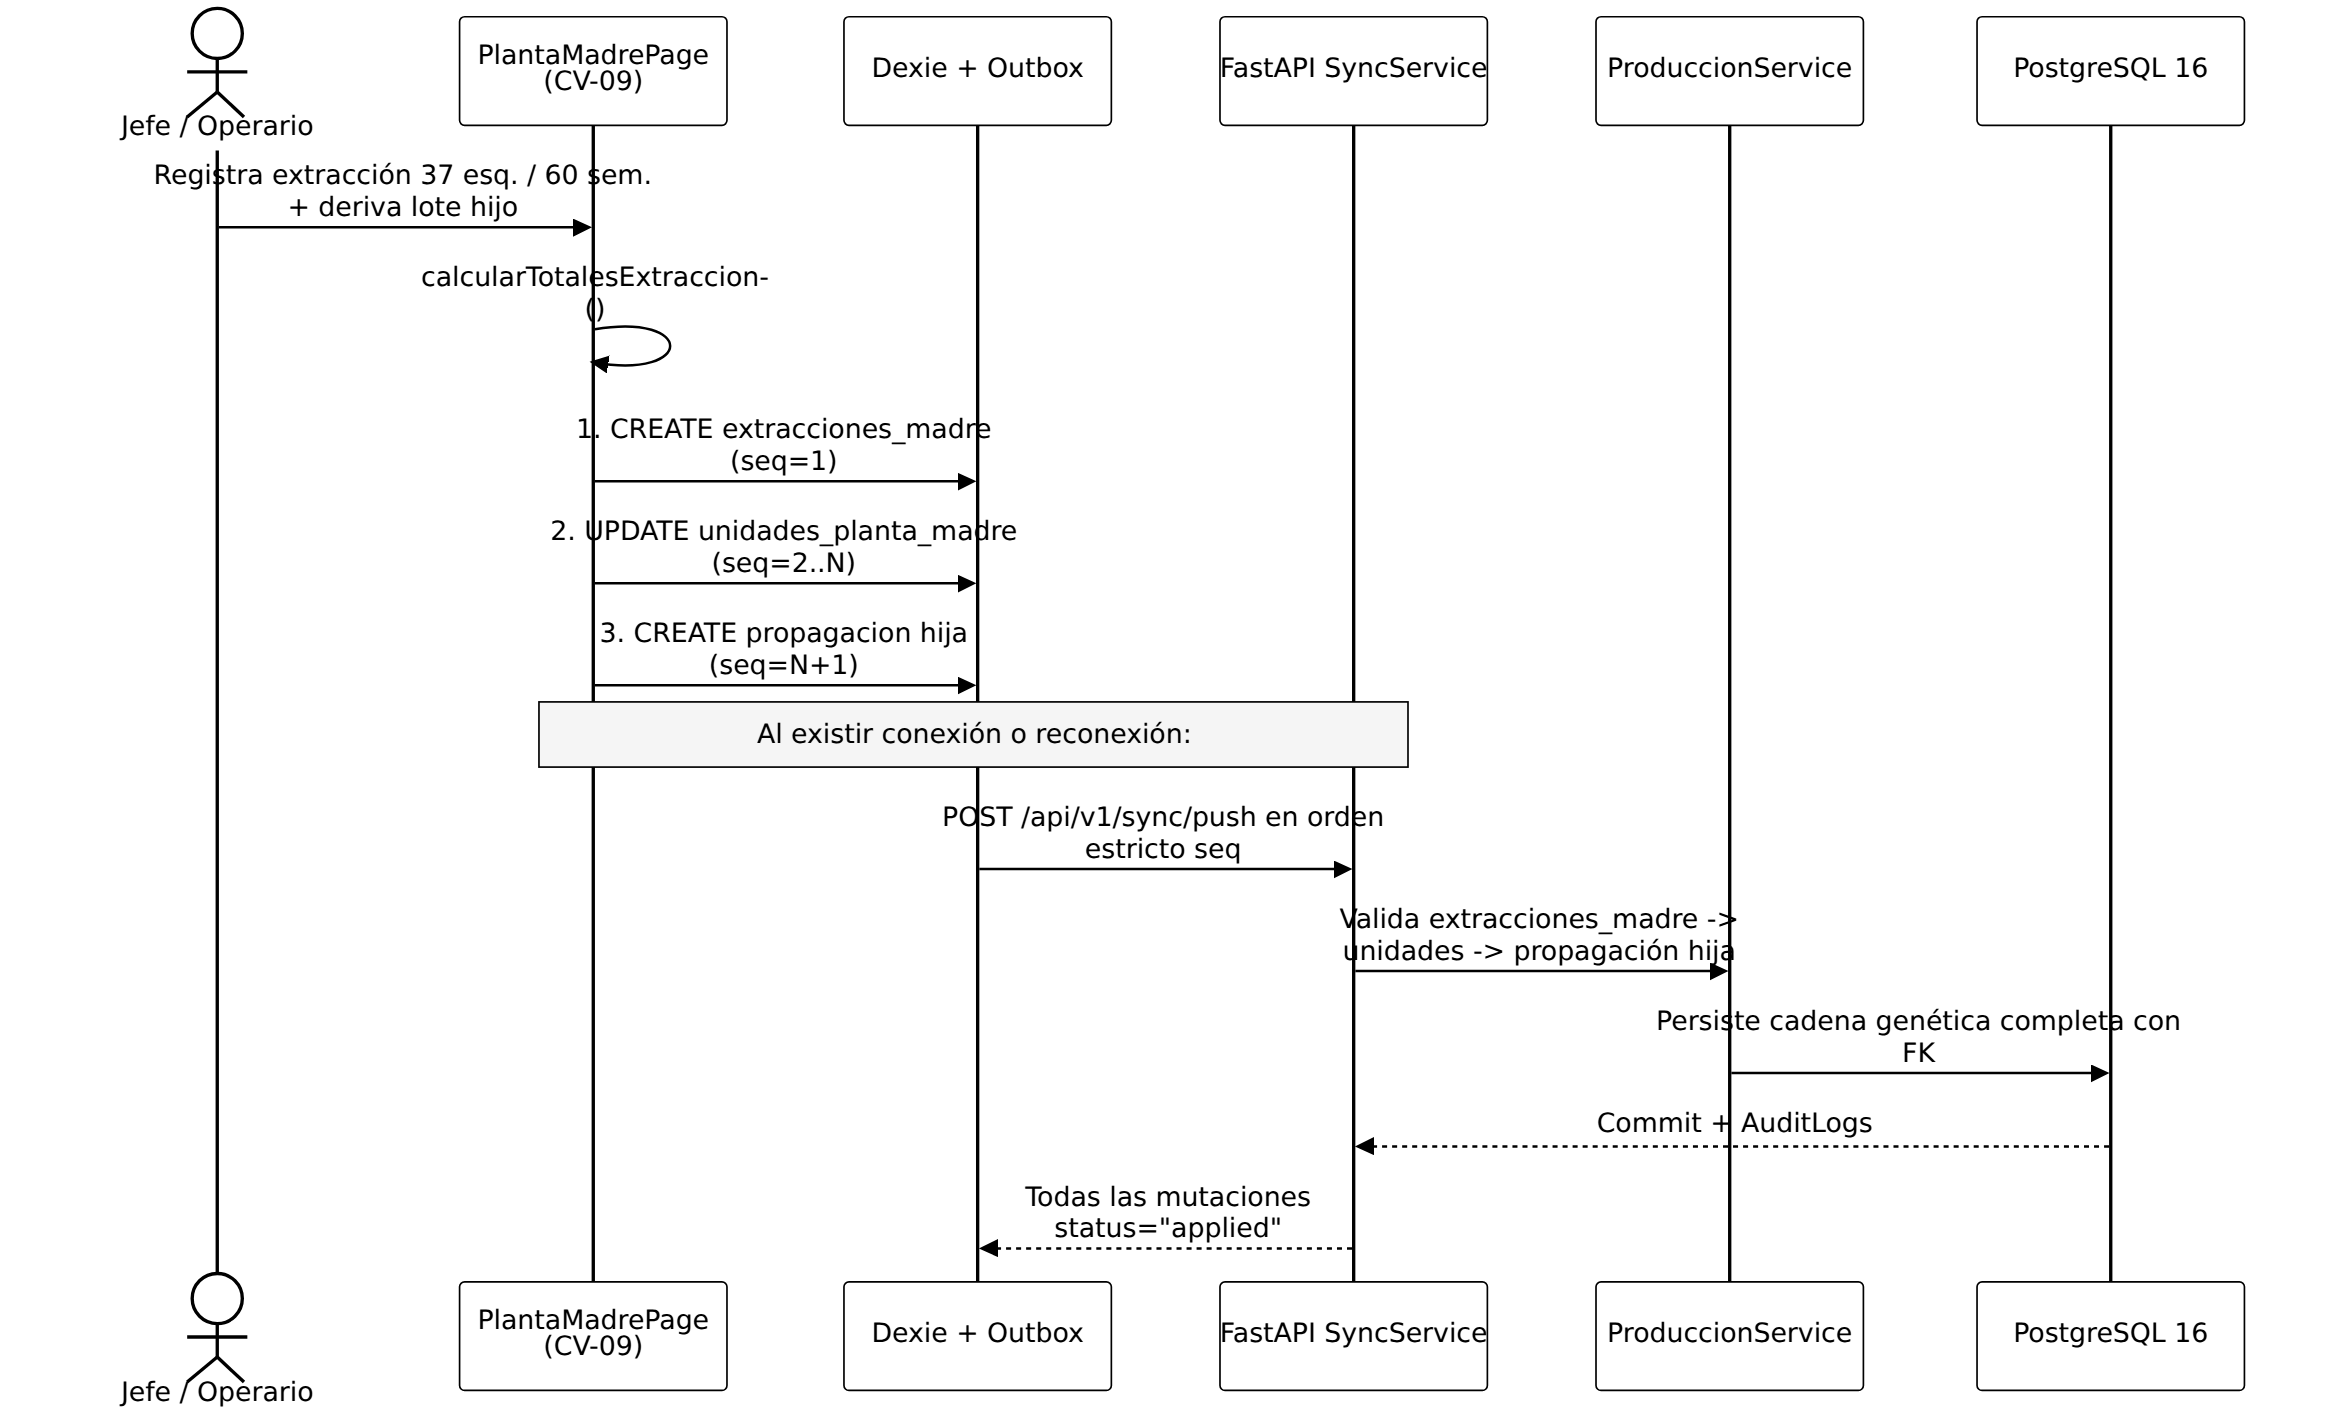 PlantaMadrePage
(CV-09)
Dexie + Outbox
FastAPI SyncService
ProduccionService
PostgreSQL 16
Jefe / Operario
Registra extracción 37 esq. / 60 sem.
+ deriva lote hijo
calcularTotalesExtraccion-
()
1. CREATE extracciones_madre
(seq=1)
2. UPDATE unidades_planta_madre
(seq=2..N)
3. CREATE propagacion hija
(seq=N+1)
Al existir conexión o reconexión:
POST /api/v1/sync/push en orden
estricto seq
Valida extracciones_madre ->
unidades -> propagación hija
Persiste cadena genética completa con
FK
Commit + AuditLogs
Todas las mutaciones
status="applied"
PlantaMadrePage
(CV-09)
Dexie + Outbox
FastAPI SyncService
ProduccionService
PostgreSQL 16
Jefe / Operario